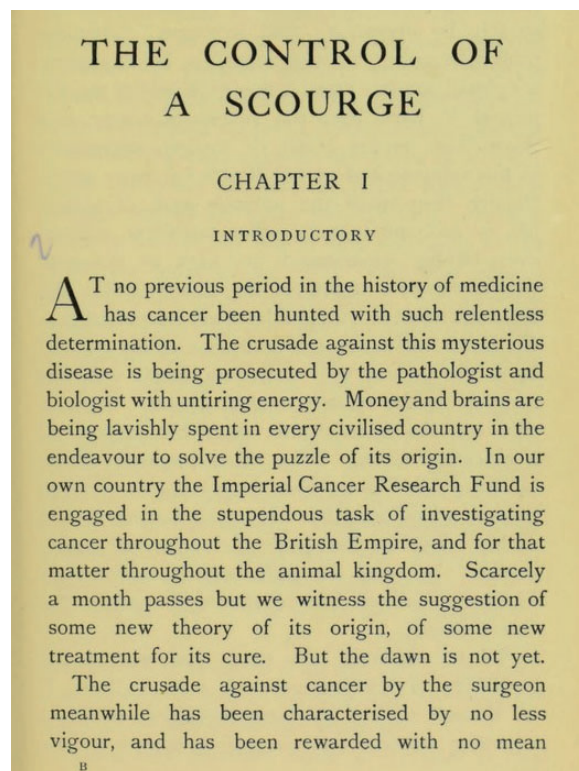 THE CONTROL OF
A SCOURGE
CHAPTER I
INTRODUCTORY
AT no previous period in the history of medicine
has cancer been hunted with such relentless
determination. The crusade against this mysterious
disease is being prosecuted by the pathologist and
biologist with untiring energy. Money and brains are
being lavishly spent in every civilised country in the
endeavour to solve the puzzle of its origin. In our
own country the Imperial Cancer Research Fund is
engaged in the stupendous task of investigating
cancer throughout the British Empire, and for that
matter throughout the animal kingdom. Scarcely
a month passes but we witness the suggestion of
some new theory of its origin, of some new
treatment for its cure. But the dawn is not yet.
The crusade against cancer by the surgeon
meanwhile has been characterised by no less
vigour, and has been rewarded with no mean
B